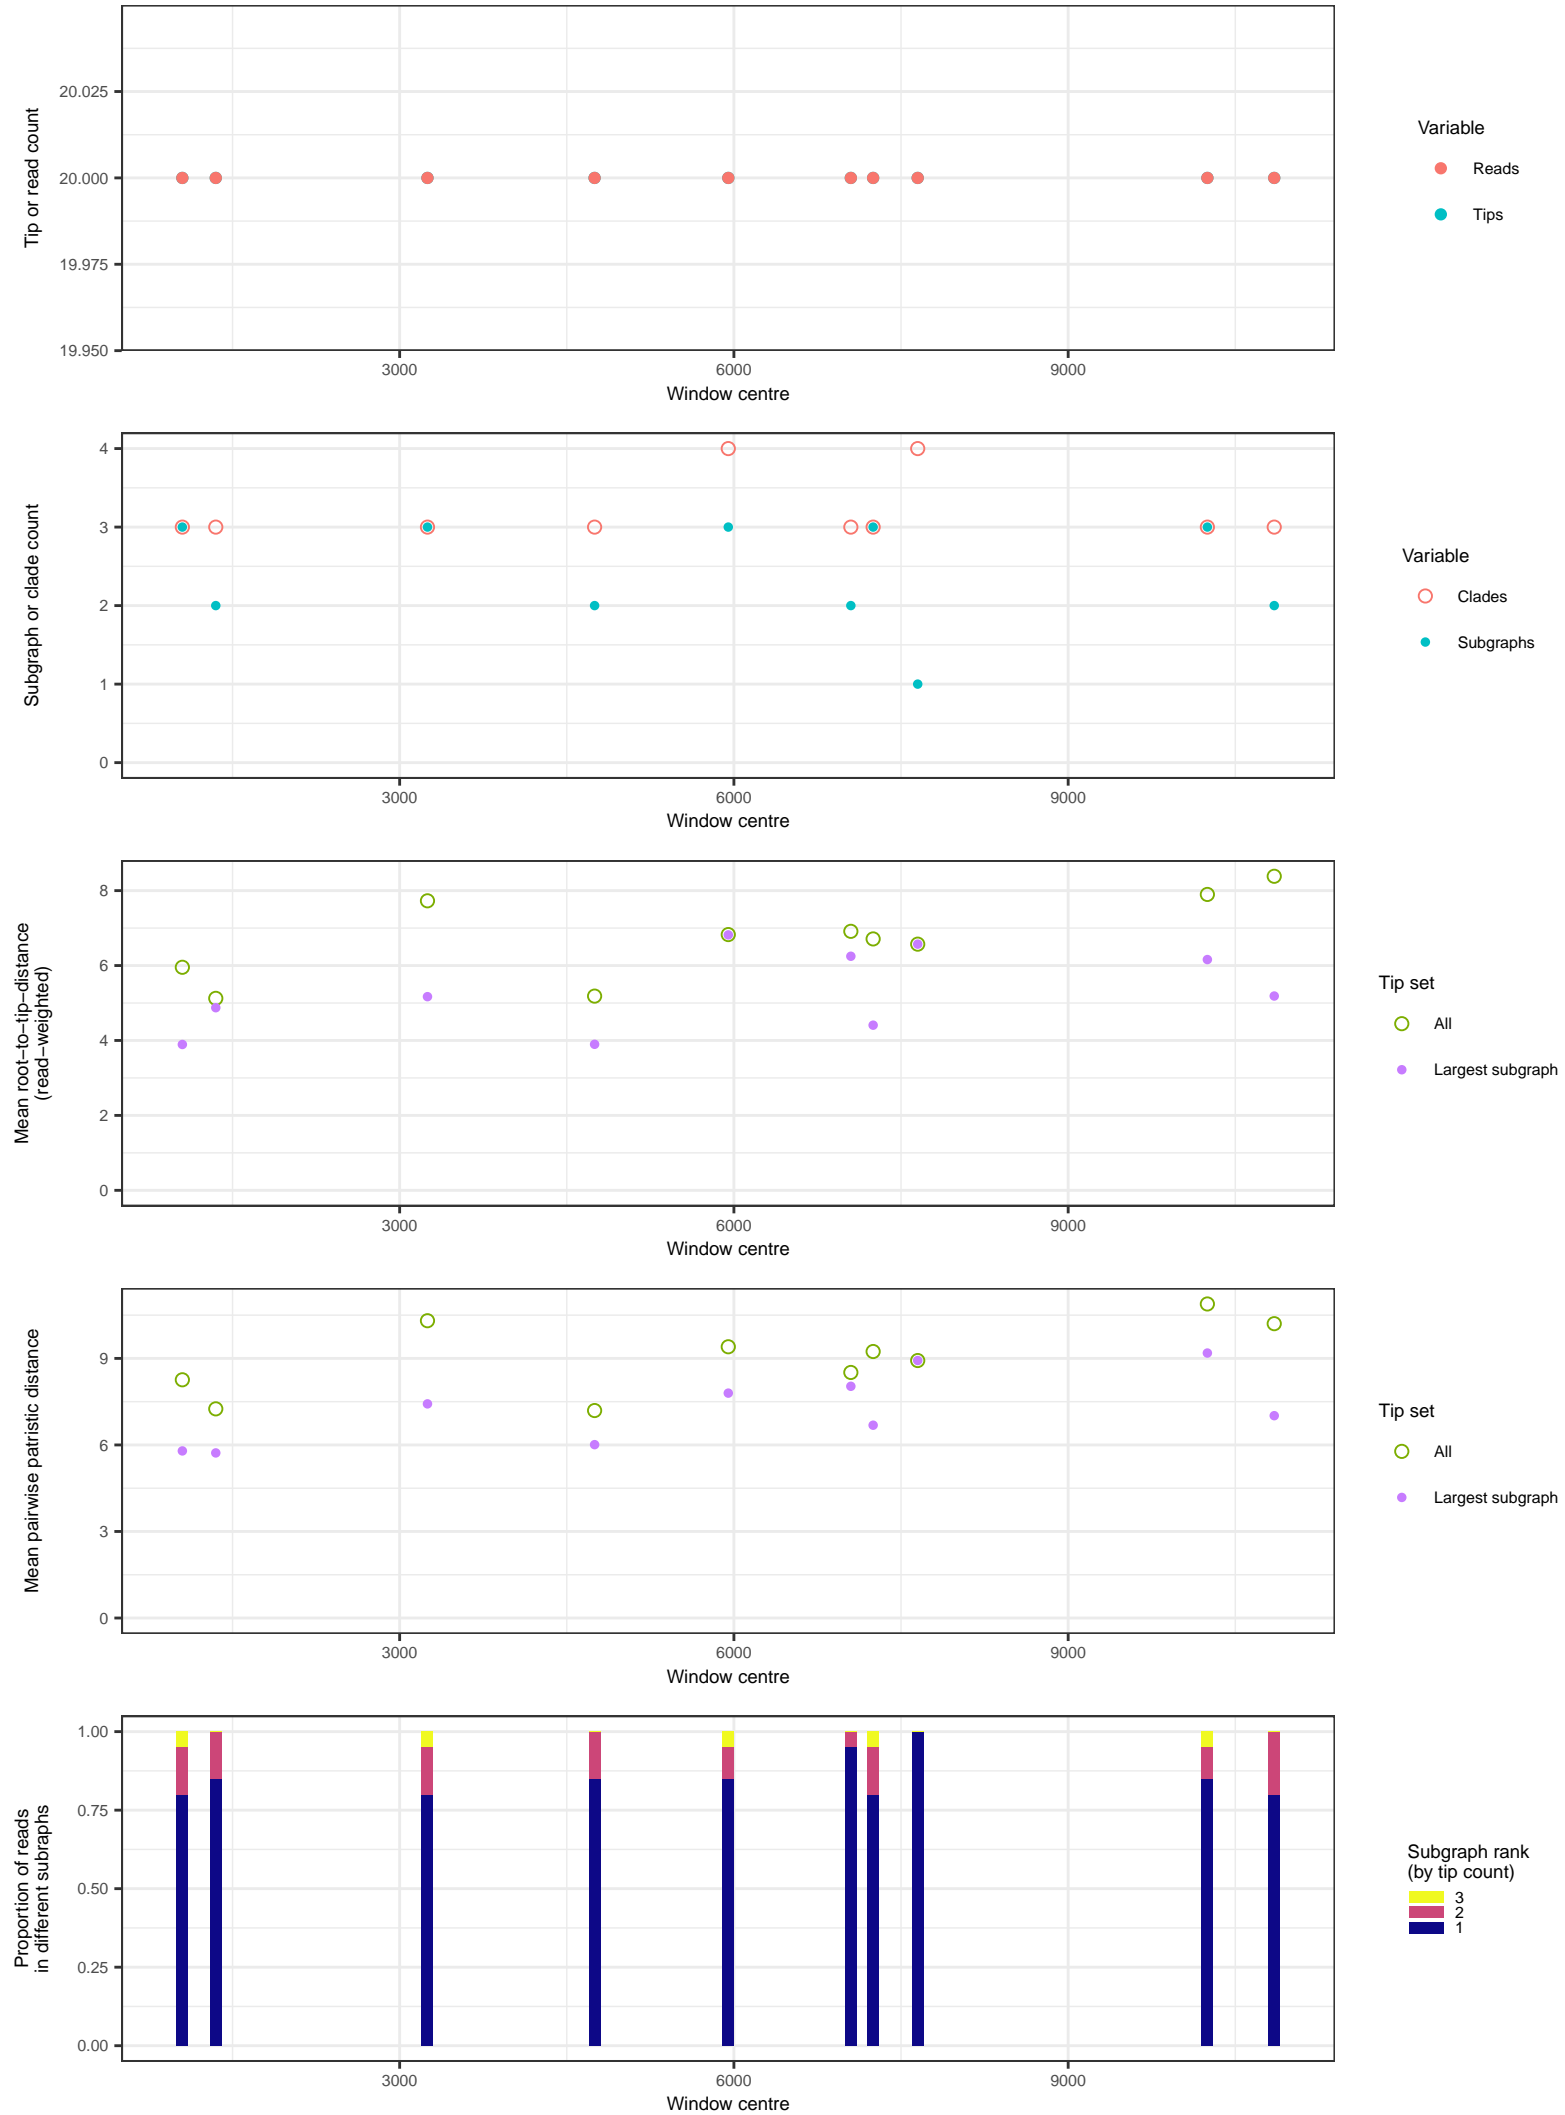 20.025
20.000
19.975
19.950
Tip or read count
3000 6000 9000
Window centre
Variable
Reads
Tips
4
3
2
1
0
Subgraph or clade count
3000 6000 9000
Window centre
Variable
Clades
Subgraphs
8
6
4
2
0
Mean root−to−tip−distance
(read−weighted)
3000 6000 9000
Window centre
Tip set
All
Largest subgraph
9
6
3
0
Mean pairwise patristic distance
3000 6000 9000
Window centre
Tip set
All
Largest subgraph
1.00
0.75
0.50
0.25
0.00
Proportion of reads
in different subraphs
3000 6000 9000
Window centre
Subgraph rank
(by tip count)
3
2
1